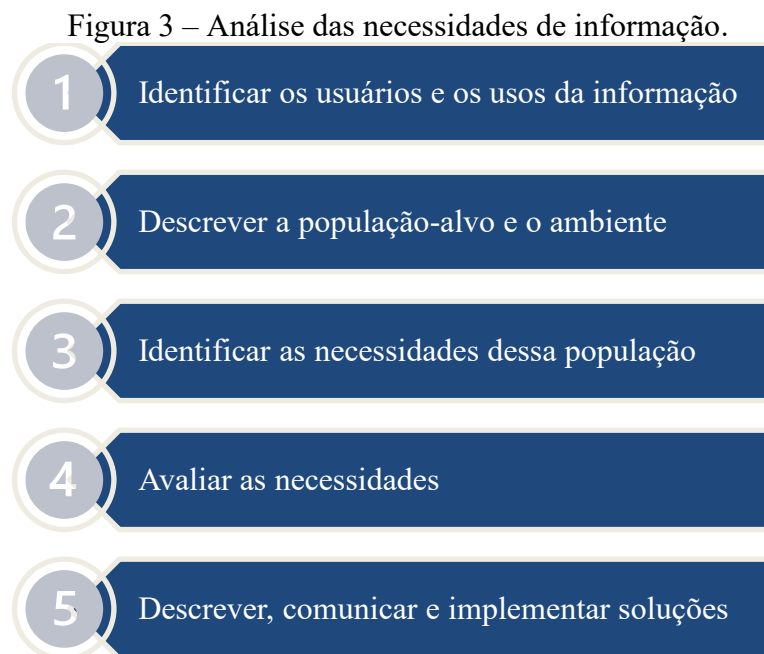 Figura 3 – Análise das necessidades de informação.
1 Identificar os usuários e os usos da informação
2 Descrever a população-alvo e o ambiente
3 Identificar as necessidades dessa população
4 Avaliar as necessidades
5 Descrever, comunicar e implementar soluções